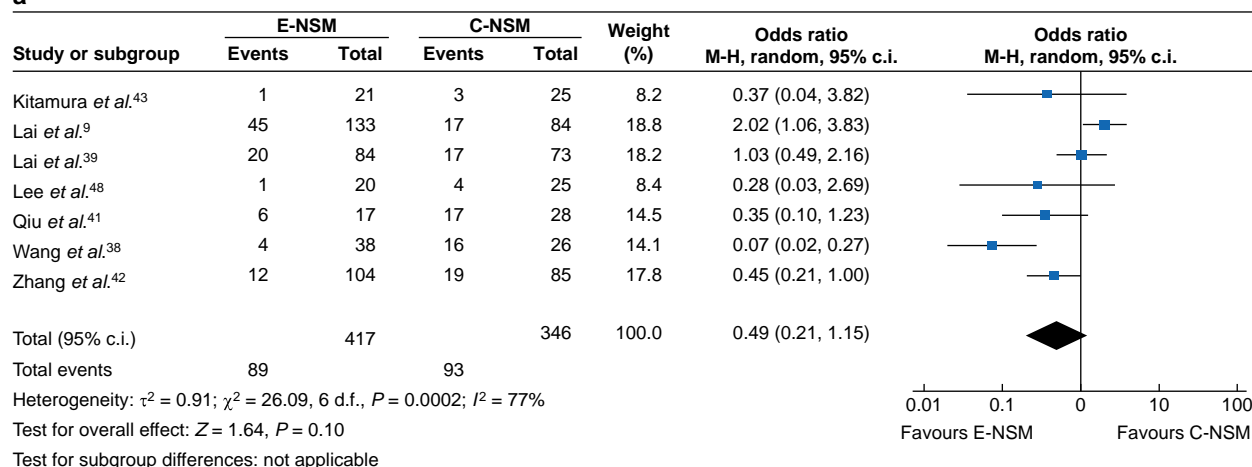 E-NSM C-NSM Weight Odds ratio Odds ratio
Study or subgroup Events Total Events Total (%) M-H, random, 95% c.i. M-H, random, 95% c.i.
Kitamura et al.43 1 21 3 25 8.2 0.37 (0.04, 3.82)
Lai et al.9 45 133 17 84 18.8 2.02 (1.06, 3.83)
Lai et al.39 20 84 17 73 18.2 1.03 (0.49, 2.16)
Lee et al.48 1 20 4 25 8.4 0.28 (0.03, 2.69)
Qiu et al.41 6 17 17 28 14.5 0.35 (0.10, 1.23)
Wang et al.38 4 38 16 26 14.1 0.07 (0.02, 0.27)
Zhang et al.42 12 104 19 85 17.8 0.45 (0.21, 1.00)
Total (95% c.i.) 417 346 100.0 0.49 (0.21, 1.15)
Total events 89 93
Heterogeneity: τ2 = 0.91; χ2 = 26.09, 6 d.f., P = 0.0002; I2 = 77%
0.01 0.1 0 10 100
Test for overall effect: Z = 1.64, P = 0.10
Favours E-NSM Favours C-NSM
Test for subgroup differences: not applicable